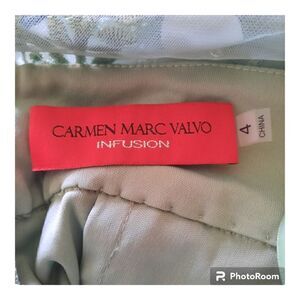 CARMEN MARC VALVO
INFUSION
4
CHINA
PhotoRoom